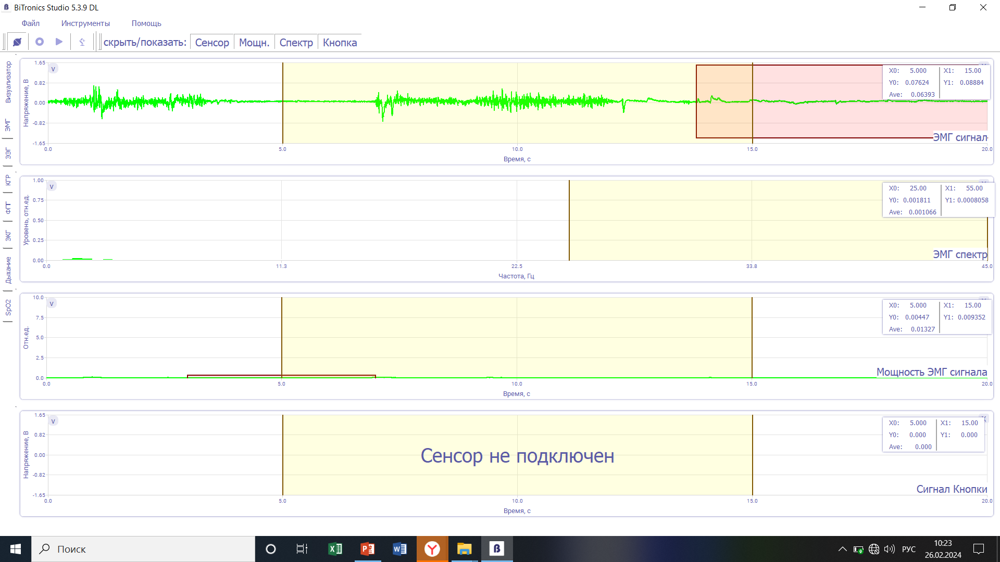 BiTronics Studio 5.3.9 DL
Файл Инструменты Помощь
скрыть/показать: Сенсор Мощн. Спектр Кнопка
Визуализатор
ЭМГ
ЭЭГ
КГР
ФПГ
ЭКГ
Дыхание
SpO2
Напряжение, В
1.65
0.82
0.00
-0.82
-1.65
v
X0: 5.000 X1: 15.00
Y0: 0.07624 Y1: 0.08884
Ave: 0.06393
ЭМГ сигнал
0.0 5.0 10.0 15.0 20.0
Время, с
Уровень, отн.ед.
1.00
0.75
0.50
0.25
0.00
v
X0: 25.00 X1: 55.00
Y0: 0.001811 Y1: 0.0008058
Ave: 0.001066
ЭМГ спектр
0.0 11.3 22.5 33.8 45.0
Частота, Гц
Отн.ед.
10.0
7.5
5.0
2.5
0.0
v
X0: 5.000 X1: 15.00
Y0: 0.00447 Y1: 0.009352
Ave: 0.01327
Мощность ЭМГ сигнала
0.0 5.0 10.0 15.0 20.0
Время, с
Напряжение, В
1.65
0.82
0.00
-0.82
-1.65
v
X0: 5.000 X1: 15.00
Y0: 0.000 Y1: 0.000
Ave: 0.000
Сенсор не подключен
Сигнал Кнопки
0.0 5.0 10.0 15.0 20.0
Время, с
Поиск
РУС
10:23
26.02.2024